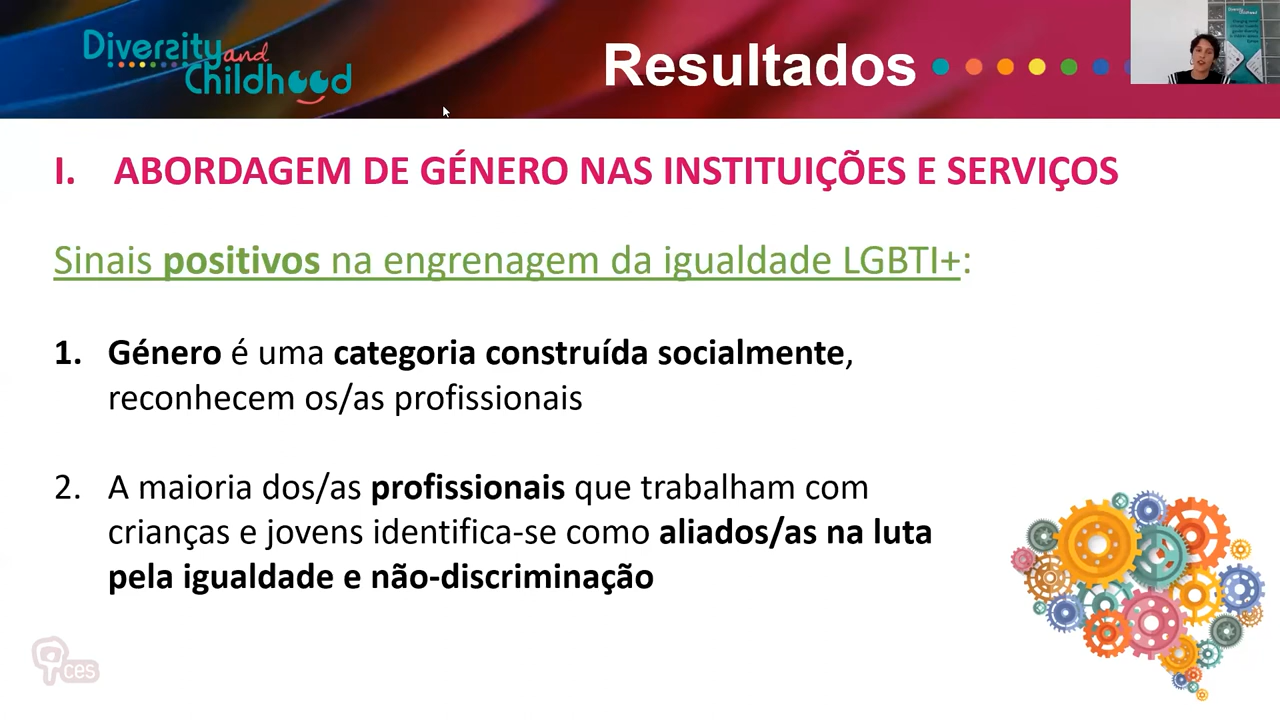 Diversity and
Childhood
Resultados
I. ABORDAGEM DE GÉNERO NAS INSTITUIÇÕES E SERVIÇOS
Sinais positivos na engrenagem da igualdade LGBTI+:
1. Género é uma categoria construída socialmente,
reconhecem os/as profissionais
2. A maioria dos/as profissionais que trabalham com
crianças e jovens identifica-se como aliados/as na luta
pela igualdade e não-discriminação
ces